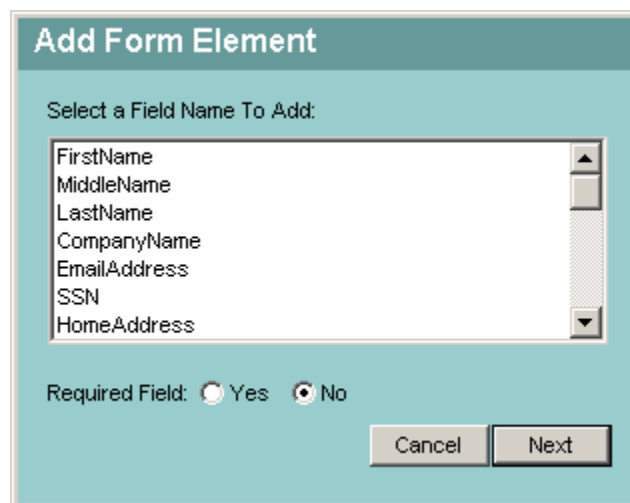 Add Form Element
Select a Field Name To Add:
FirstName
MiddleName
LastName
CompanyName
EmailAddress
SSN
HomeAddress
Required Field: Yes No
Cancel Next